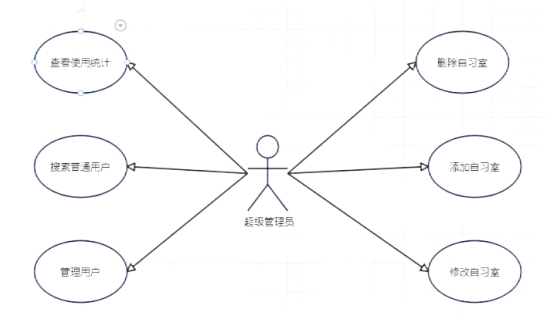 查看使用统计
删除自习室
搜索普通用户
添加自习室
超级管理员
管理用户
修改自习室